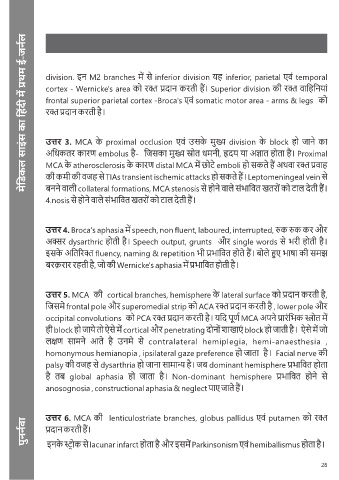 division. इन M2 branches में से inferior division यह inferior, parietal एवं temporal
cortex - Wernicke's area को रक्त प्रदान करती हैं। Superior division की रक्त वाहिनियां
frontal superior parietal cortex -Broca's एवं somatic motor area - arms & legs को
रक्त प्रदान करती है।
उत्तर 3. MCA के proximal occlusion एवं उसके मुख्य division के block हो जाने का
अधिकतर कारण embolus है- जिसका मुख्य स्रोत धमनी, हृदय या अज्ञात होता है। Proximal
MCA के atherosclerosis के कारण distal MCA में छोटे emboli हो सकते हैं अथवा रक्त प्रवाह
की कमी की वजह से TIAs transient ischemic attacks हो सकते हैं। Leptomeningeal vein से
बनने वाली collateral formations, MCA stenosis से होने वाले संभावित खतरों को टाल देती हैं।
4.nosis से होने वाले संभावित खतरों को टाल देती हैं।
उत्तर 4. Broca's aphasia में speech, non fluent, laboured, interrupted, रुक रुक कर और
अक्सर dysarthric होती है। Speech output, grunts और single words से भरी होती है।
इसके अतिरिक्त fluency, naming & repetition भी प्रभावित होते हैं। बोले हुए भाषा की समझ
बरक़रार रहती है, जो की Wernicke's aphasia में प्रभावित होती है।
उत्तर 5. MCA की cortical branches, hemisphere के lateral surface को प्रदान करती है,
जिसमें frontal pole और superomedial strip को ACA रक्त प्रदान करती है , lower pole और
occipital convolutions को PCA रक्त प्रदान करती है। यदि पूर्ण MCA अपने प्रारंभिक स्त्रोत में
ही block हो जाये तो ऐसे में cortical और penetrating दोनों शाखाएं block हो जाती है। ऐसे में जो
लक्षण सामने आते है उनमे से contralateral hemiplegia, hemi-anaesthesia ,
homonymous hemianopia , ipsilateral gaze preference हो जाता है। Facial nerve की
palsy की वजह से dysarthria हो जाना सामान्य है। जब dominant hemisphere प्रभावित होता
है तब global aphasia हो जाता है। Non-dominant hemisphere प्रभावित होने से
anosognosia , constructional aphasia & neglect पाए जाते है।
उत्तर 6. MCA की lenticulostriate branches, globus pallidus एवं putamen को रक्त
प्रदान करती हैं।
इनके स्ट्रोक से lacunar infarct होता है और इसमें Parkinsonism एवं hemiballismus होता है।
28
मेडिकल साइंस का हिंदी में प्रथम ई-जर्नल
पुनर्नवा